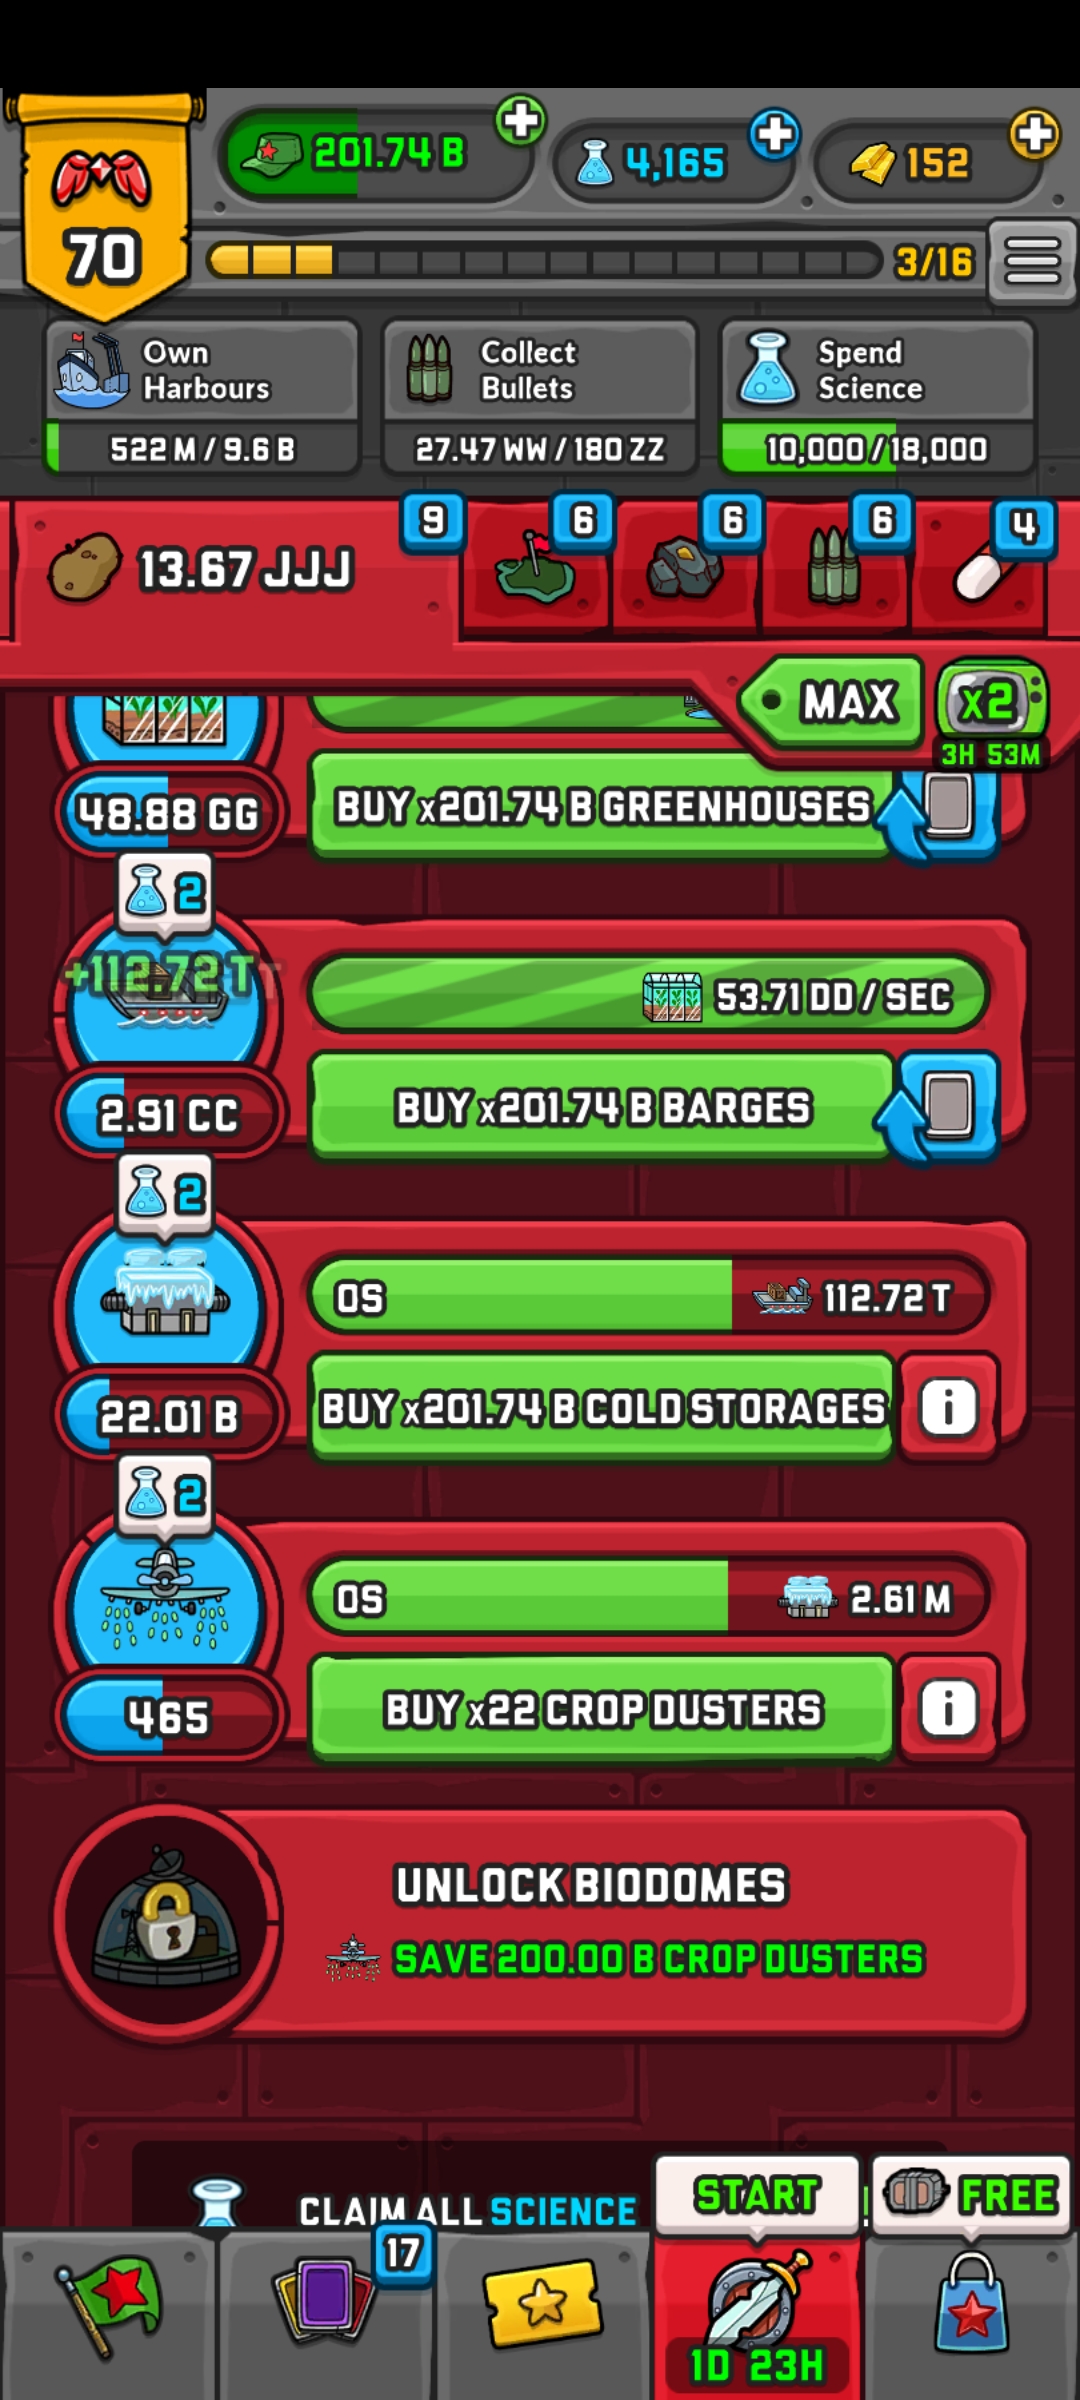 201.74 B
4,165
152
70
3/16
Own
Harbours
522 M / 9.6 B
Collect
Bullets
27.47 WW / 180 ZZ
Spend
Science
10,000 / 18,000
13.67 JJJ
9
6
6
6
4
MAX
x2
3H 53M
48.88 GG
BUY x201.74 B GREENHOUSES
2
+112.72 T
53.71 DD / SEC
2.91 CC
BUY x201.74 B BARGES
2
0S
112.72 T
22.01 B
BUY x201.74 B COLD STORAGES
i
2
0S
2.61 M
465
BUY x22 CROP DUSTERS
i
UNLOCK BIODOMES
SAVE 200.00 B CROP DUSTERS
CLAIM ALL SCIENCE
START
FREE
17
1D 23H